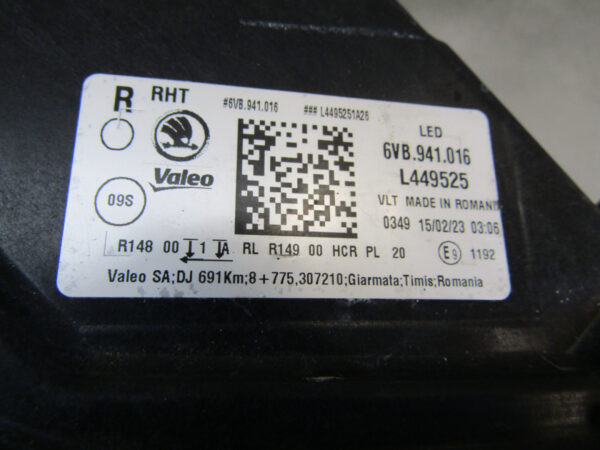 R RHT
#6VB.941.016 ### L4495251A26
LED
6VB.941.016
L449525
Valeo
VLT MADE IN ROMANI
09S
0349 15/02/23 03:06
R148 00 1 A RL R149 00 HCR PL 20 E9 1192
Valeo SA;DJ 691Km;8+775,307210;Giarmata;Timis;Romania